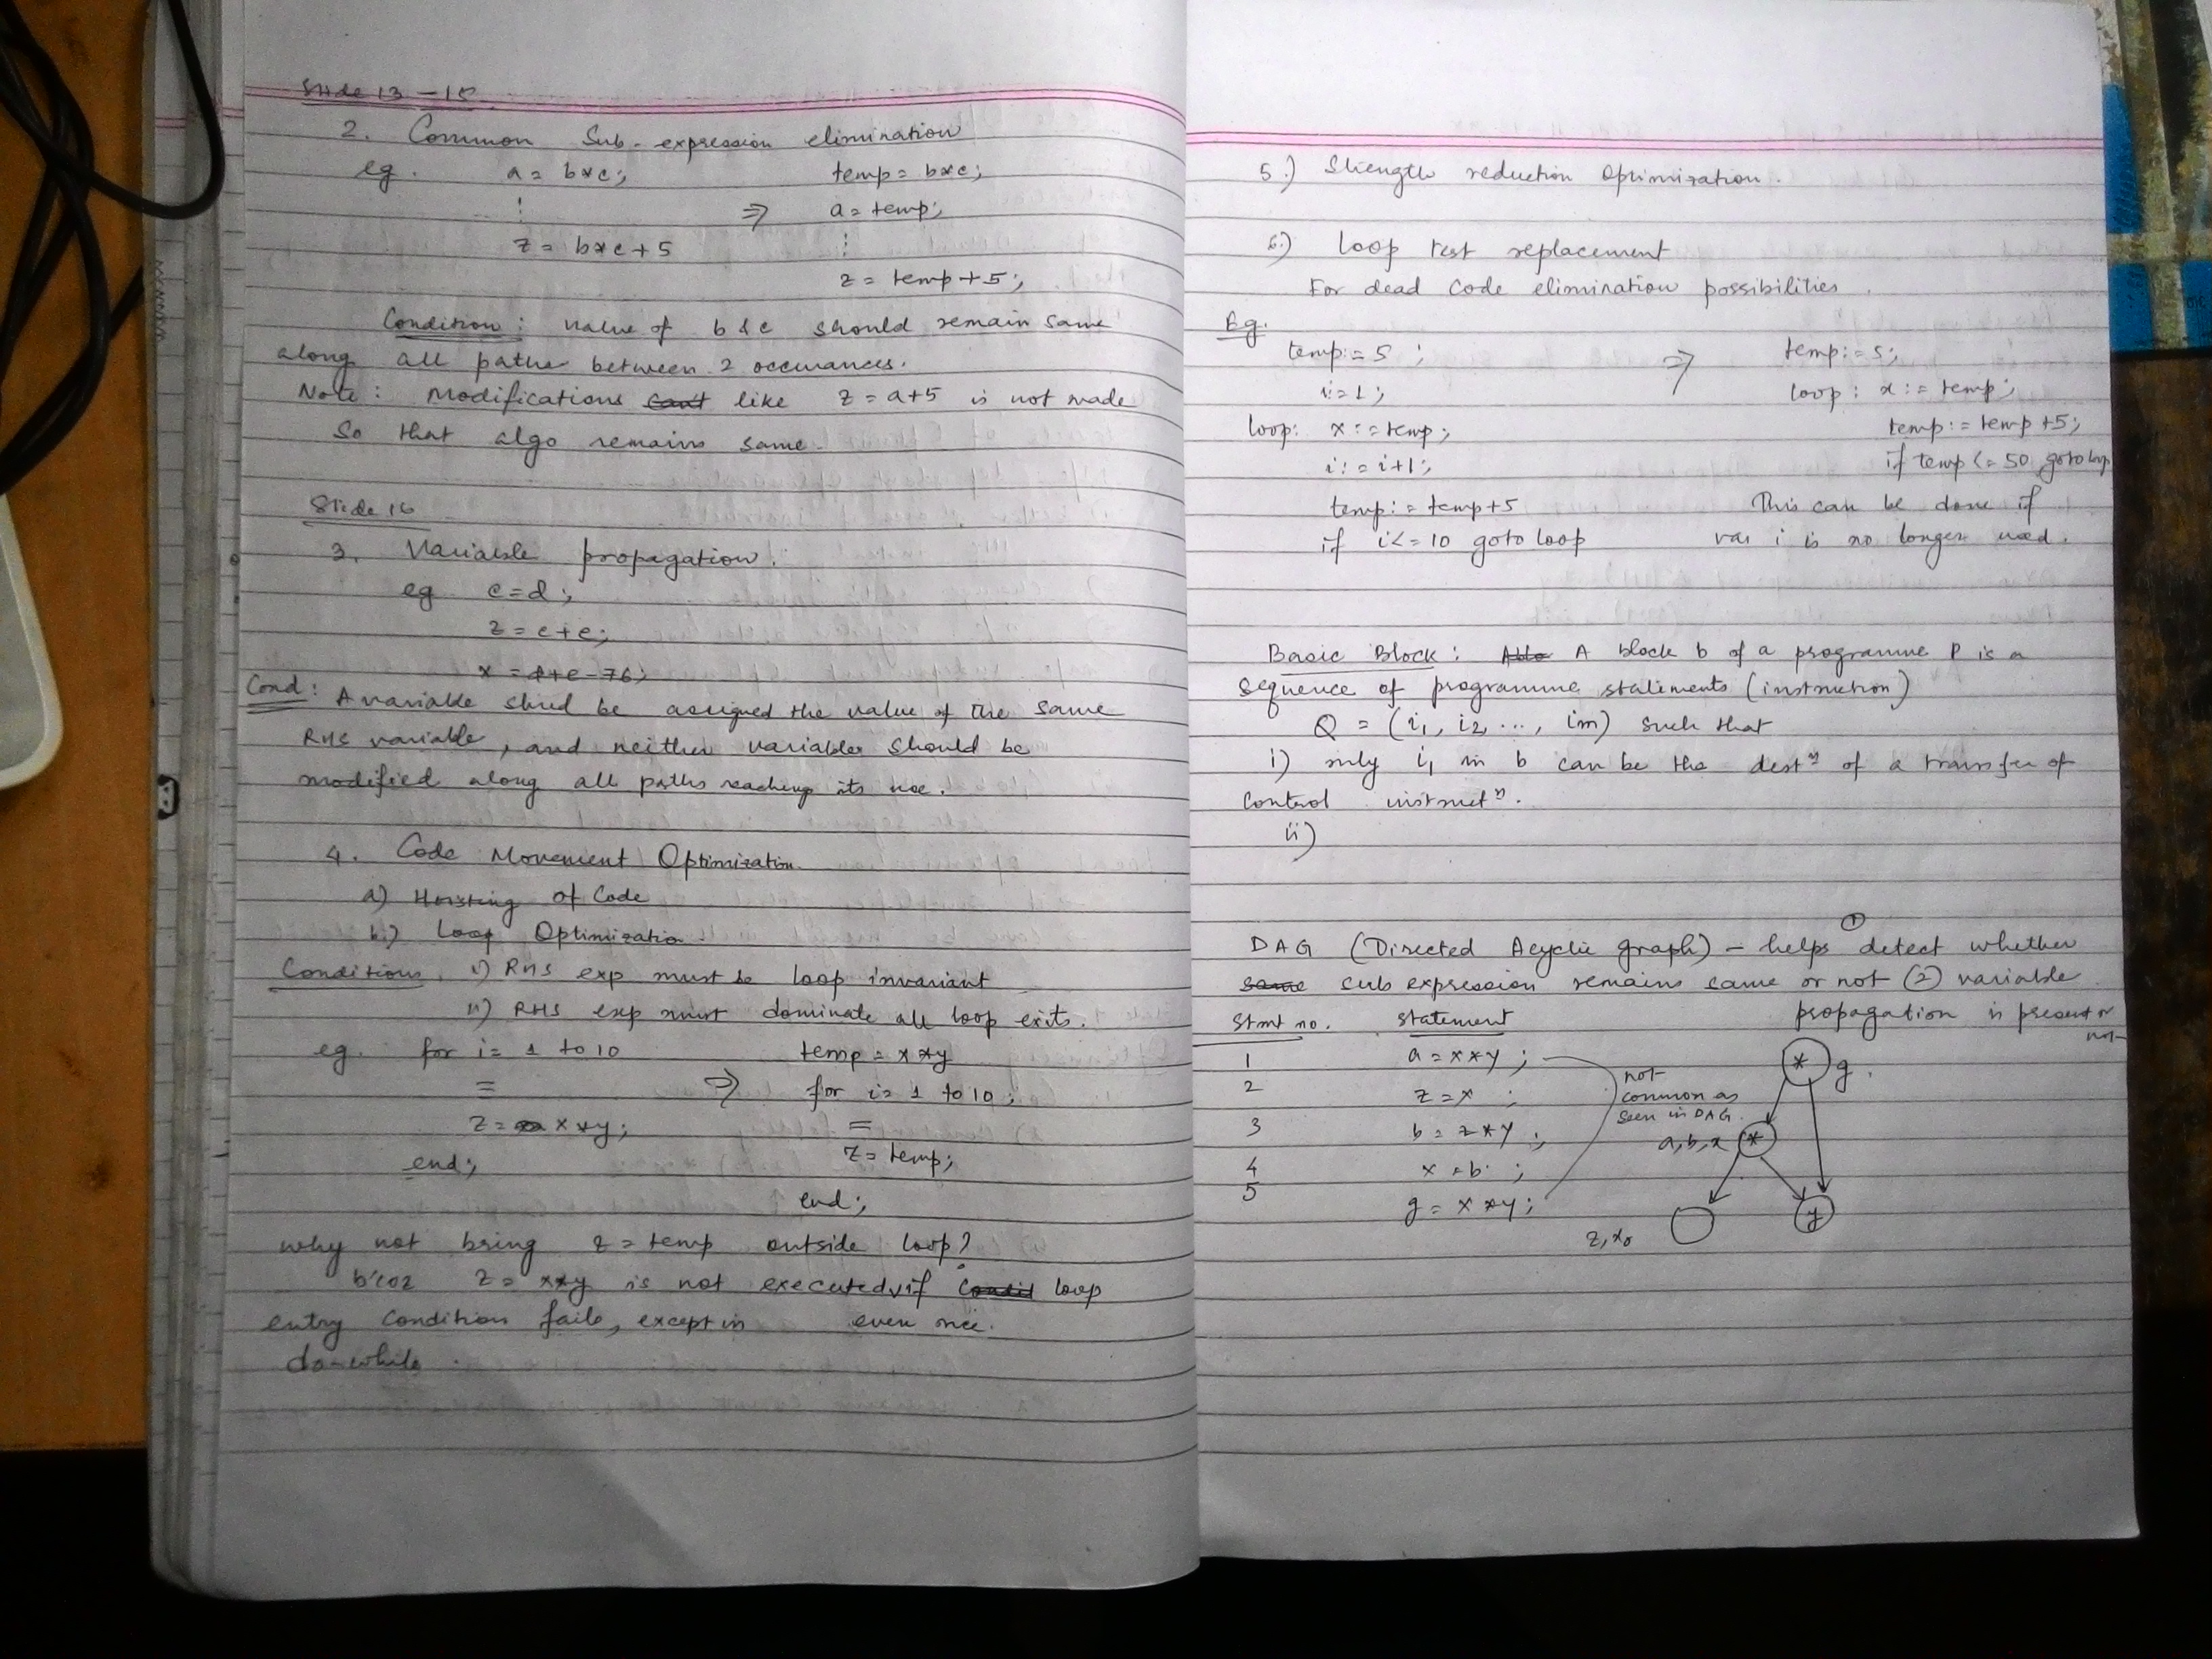 Slide 13 - 15
2. Common Sub-expression elimination
eg. a = b*c; temp = b*c;
⋮ ⇒ a = temp;
z = b*c+5 ⋮
z = temp+5;
Condition: value of b & c should remain same
along all paths between 2 occurances.
Note: Modifications like z = a+5 is not made
So that algo remains same.
Slide 16
3. Variable propagation.
eg c=d;
z = c+e;
x = d+e-76;
Cond: A variable shud be assigned the value of the same
RHS variable, and neither variables should be
modified along all paths reaching its use.
4. Code Movement Optimization.
a) Hoisting of Code
b.) Loop Optimization.
Conditions. i) RHS exp must be loop invariant
ii) RHS exp must dominate all loop exits.
eg. for i= 1 to 10 temp = x*y
= ⇒ for i= 1 to 10;
z = x*y; =
end; z= temp;
end;
why not bring z = temp outside loop?
b'coz z = x*y is not executed if loop
entry condition fails, except in even once.
do-while.
5.) Strength reduction Optimization.
6.) loop test replacement
For dead code elimination possibilities.
Eg.
temp:=5; ⇒ temp:=5;
i=1; loop: x:=temp;
loop: x:=temp; temp:=temp+5;
i:=i+1; if temp<=50 goto loop
temp:=temp+5 This can be done if
if i<=10 goto loop var i is no longer used.
Basic Block: A block b of a programme P is a
sequence of programme statements (instruction)
Q = (i1, i2, ..., im) such that
i) only i1 in b can be the destⁿ of a transfer of
control instructⁿ.
ii)
DAG (Directed Acyclic graph) - helps (1) detect whether
sub expression remains same or not (2) variable
propagation is present or not
Stmt no. statement
1 a = x*y;
2 z = x;
3 b = z*y;
4 x = b;
5 g = x*y;
not
common as
seen in DAG.
* g.
a,b,x *
z, x0 y